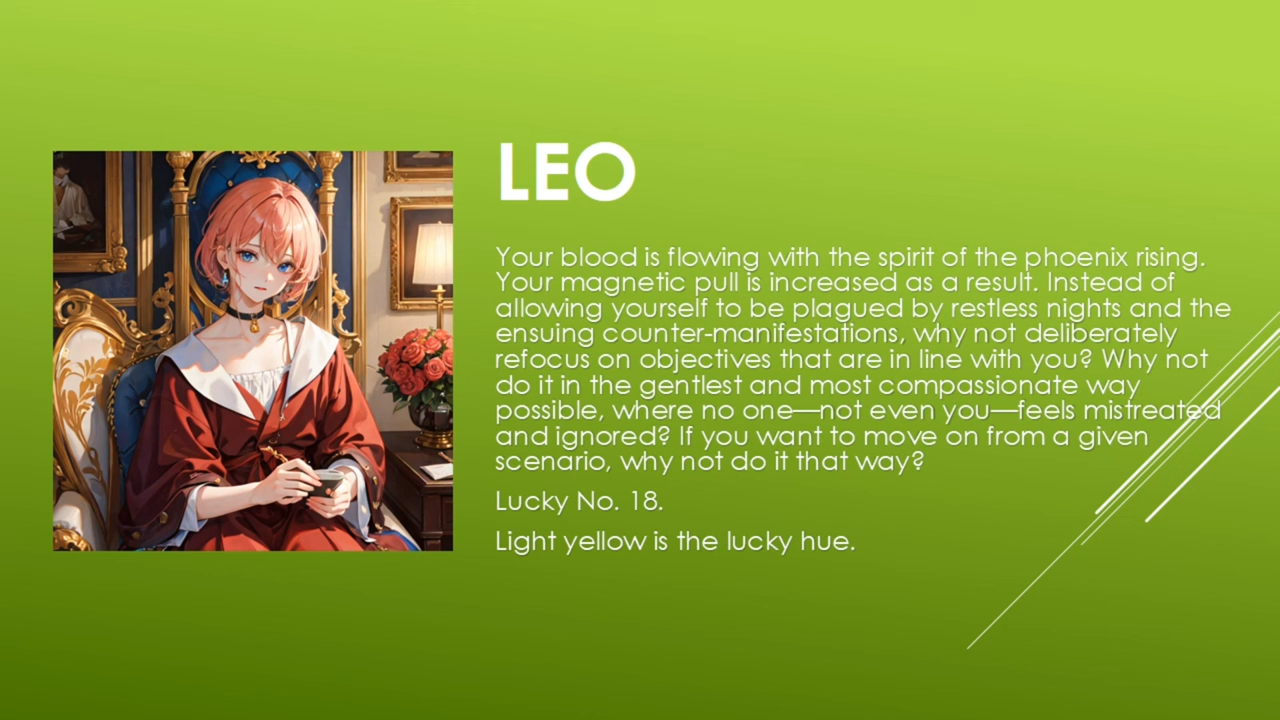 LEO
Your blood is flowing with the spirit of the phoenix rising.
Your magnetic pull is increased as a result. Instead of
allowing yourself to be plagued by restless nights and the
ensuing counter-manifestations, why not deliberately
refocus on objectives that are in line with you? Why not
do it in the gentlest and most compassionate way
possible, where no one—not even you—feels mistreated
and ignored? If you want to move on from a given
scenario, why not do it that way?
Lucky No. 18.
Light yellow is the lucky hue.